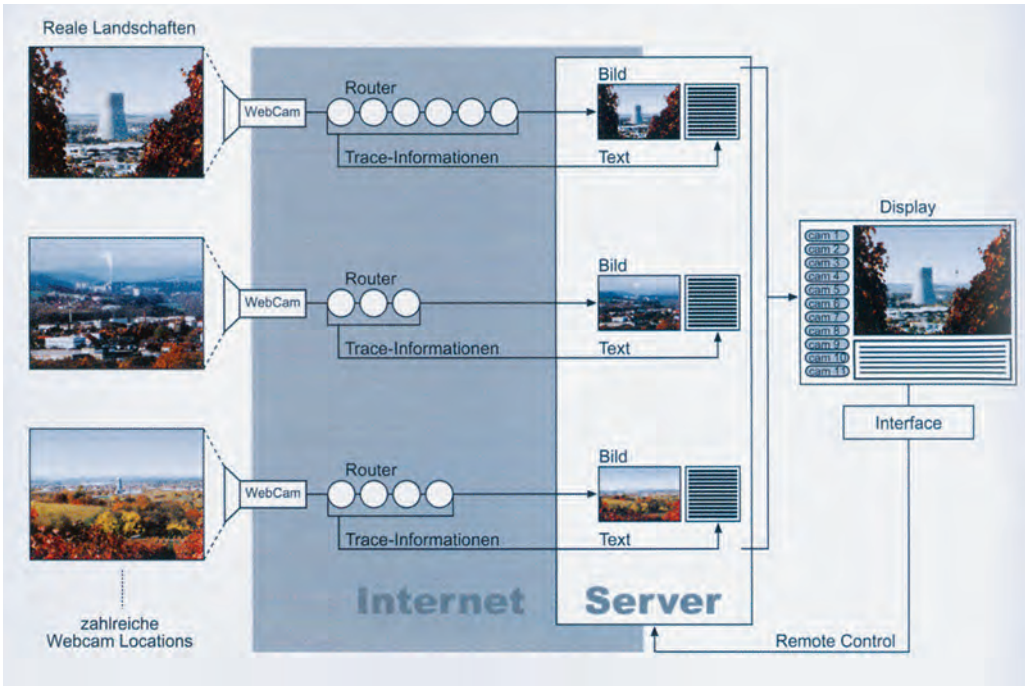 Reale Landschaften
WebCam
Router
Trace-Informationen
Bild
Text
WebCam
Router
Trace-Informationen
Bild
Text
WebCam
Router
Trace-Informationen
Bild
Text
Display
cam 1
cam 2
cam 3
cam 4
cam 5
cam 6
cam 7
cam 8
cam 9
cam 10
cam 11
Interface
Internet
Server
Remote Control
zahlreiche
Webcam Locations